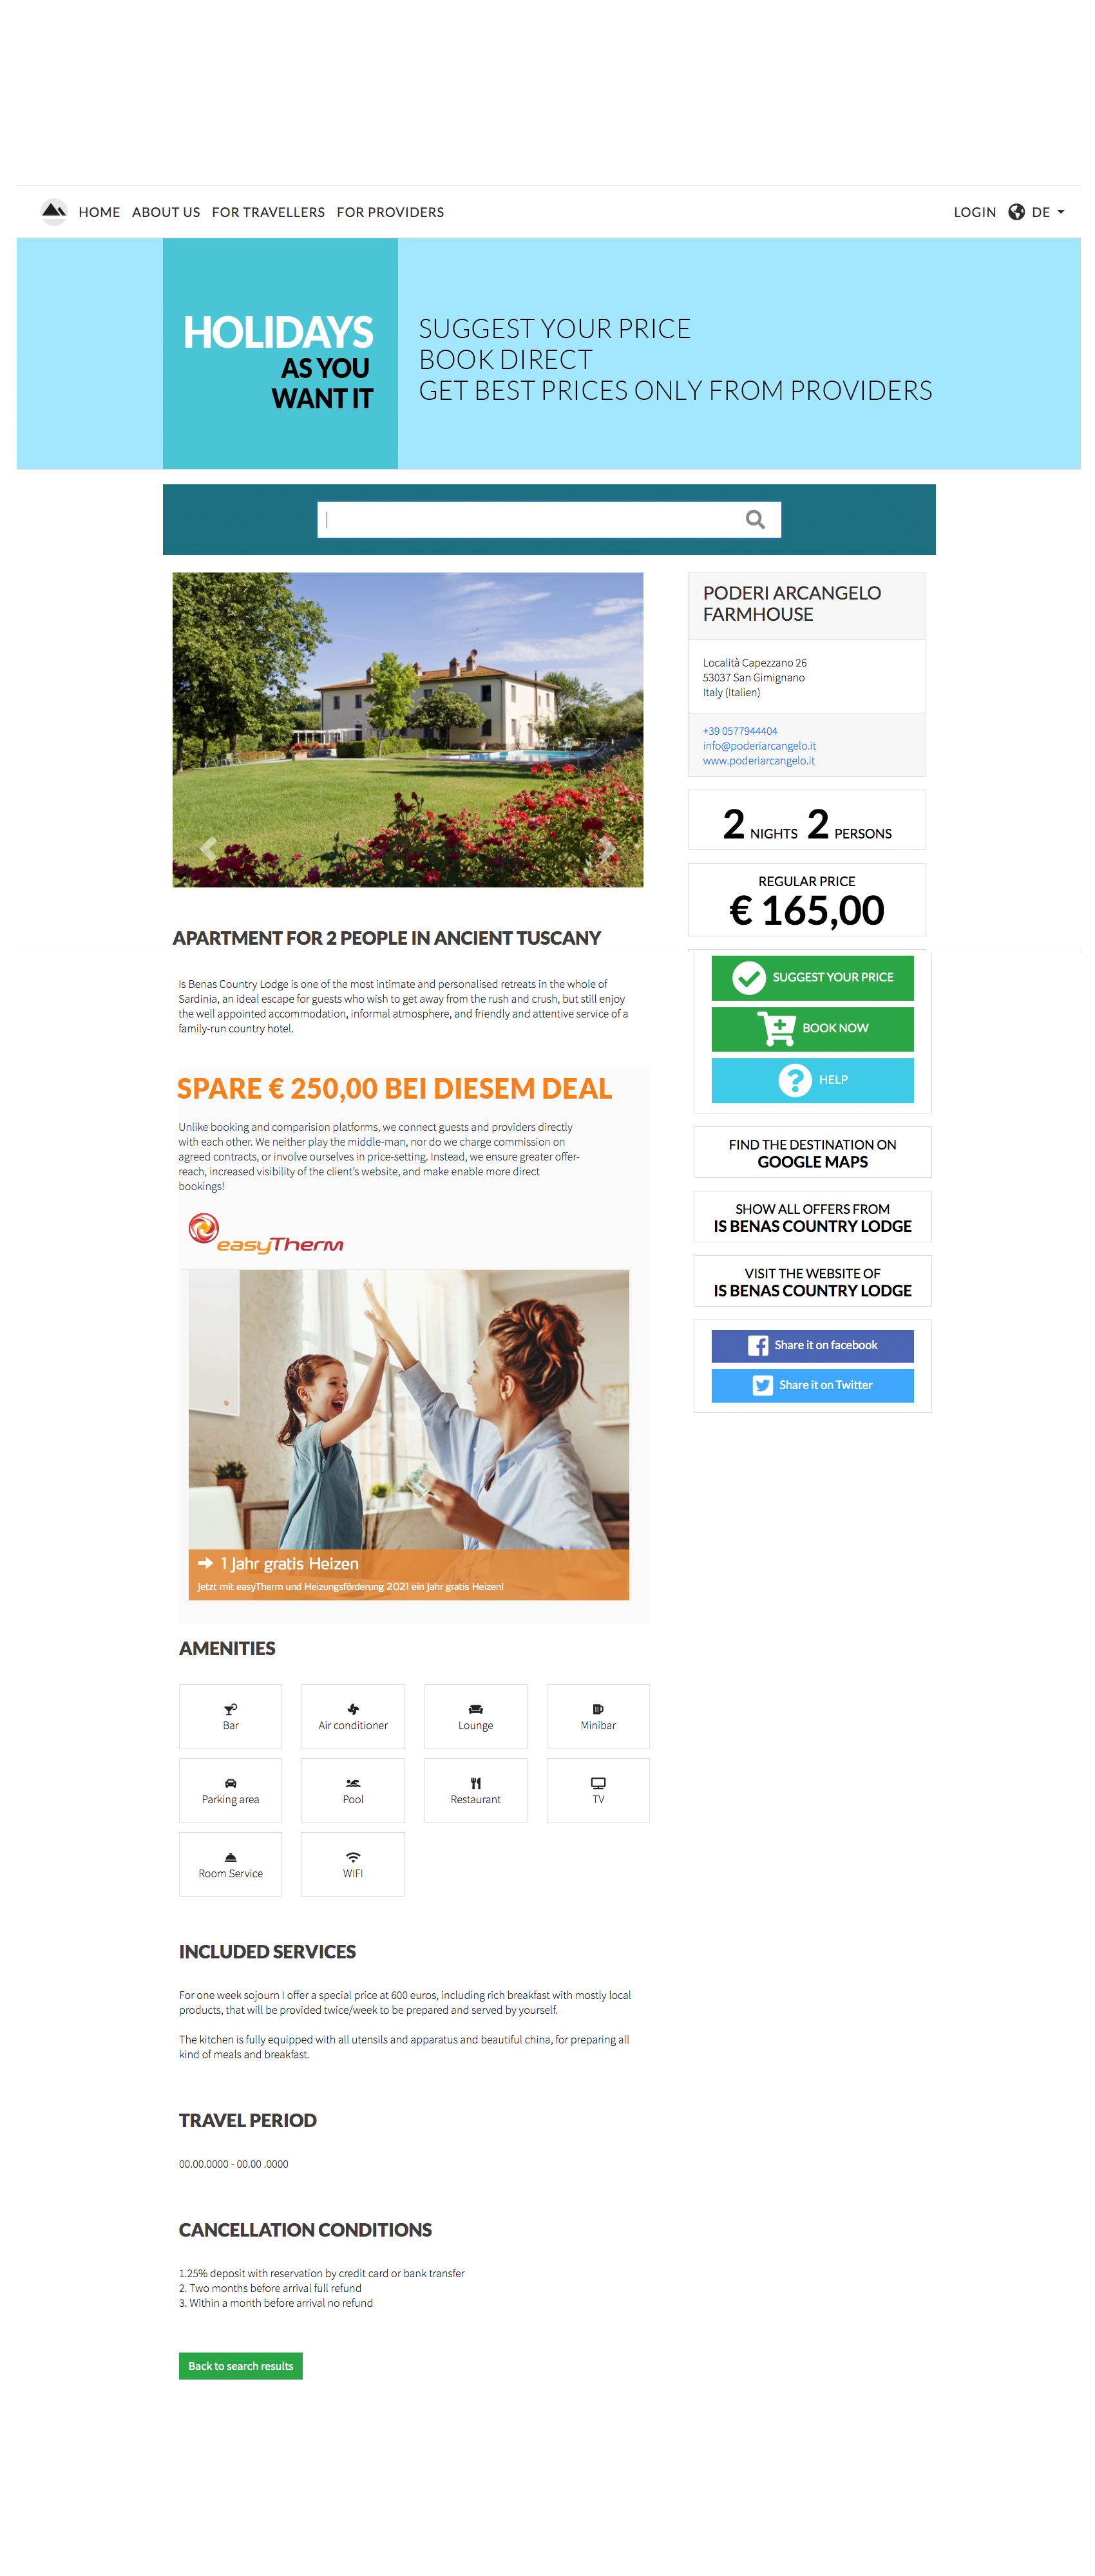 HOME ABOUT US FOR TRAVELLERS FOR PROVIDERS LOGIN DE
HOLIDAYS
AS YOU
WANT IT
SUGGEST YOUR PRICE
BOOK DIRECT
GET BEST PRICES ONLY FROM PROVIDERS
PODERI ARCANGELO
FARMHOUSE
Località Capezzano 26
53037 San Gimignano
Italy (Italien)
+39 0577944404
info@poderiarcangelo.it
www.poderiarcangelo.it
2 NIGHTS 2 PERSONS
REGULAR PRICE
€ 165,00
SUGGEST YOUR PRICE
BOOK NOW
HELP
FIND THE DESTINATION ON
GOOGLE MAPS
SHOW ALL OFFERS FROM
IS BENAS COUNTRY LODGE
VISIT THE WEBSITE OF
IS BENAS COUNTRY LODGE
Share it on facebook
Share it on Twitter
APARTMENT FOR 2 PEOPLE IN ANCIENT TUSCANY
Is Benas Country Lodge is one of the most intimate and personalised retreats in the whole of
Sardinia, an ideal escape for guests who wish to get away from the rush and crush, but still enjoy
the well appointed accommodation, informal atmosphere, and friendly and attentive service of a
family-run country hotel.
SPARE € 250,00 BEI DIESEM DEAL
Unlike booking and comparision platforms, we connect guests and providers directly
with each other. We neither play the middle-man, nor do we charge commission on
agreed contracts, or involve ourselves in price-setting. Instead, we ensure greater offer-
reach, increased visibility of the client's website, and make enable more direct
bookings!
easyTherm
1 Jahr gratis Heizen
Jetzt mit easyTherm und Heizungsförderung 2021 ein Jahr gratis Heizen!
AMENITIES
Bar Air conditioner Lounge Minibar
Parking area Pool Restaurant TV
Room Service WIFI
INCLUDED SERVICES
For one week sojourn I offer a special price at 600 euros, including rich breakfast with mostly local
products, that will be provided twice/week to be prepared and served by yourself.
The kitchen is fully equipped with all utensils and apparatus and beautiful china, for preparing all
kind of meals and breakfast.
TRAVEL PERIOD
00.00.0000 - 00.00 .0000
CANCELLATION CONDITIONS
1.25% deposit with reservation by credit card or bank transfer
2. Two months before arrival full refund
3. Within a month before arrival no refund
Back to search results